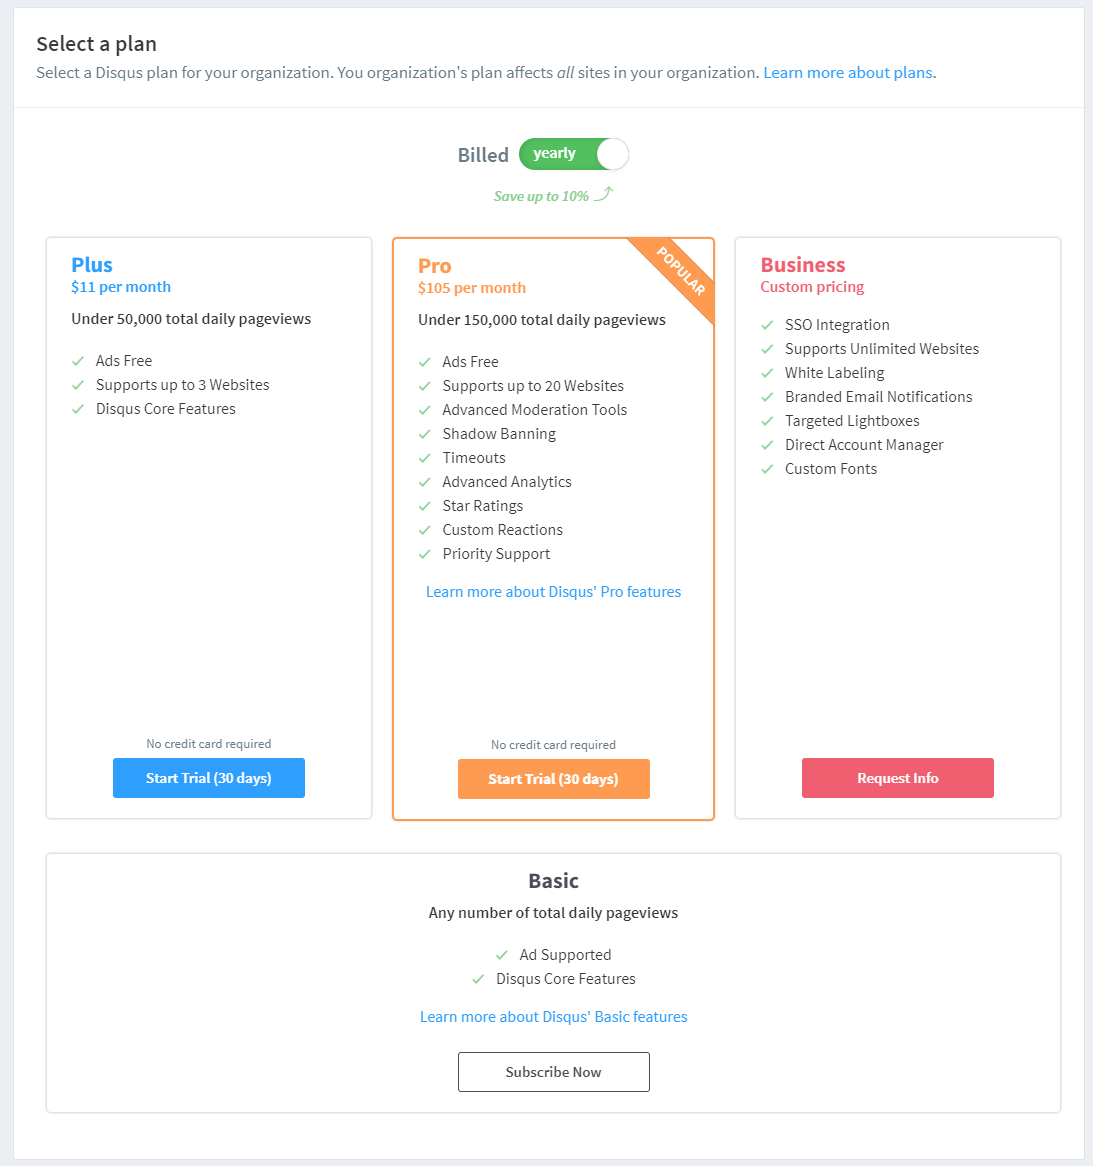 Select a plan
Select a Disqus plan for your organization. You organization's plan affects all sites in your organization. Learn more about plans.
Billed yearly
Save up to 10%
Plus
$11 per month
Under 50,000 total daily pageviews
Ads Free
Supports up to 3 Websites
Disqus Core Features
No credit card required
Start Trial (30 days)
POPULAR
Pro
$105 per month
Under 150,000 total daily pageviews
Ads Free
Supports up to 20 Websites
Advanced Moderation Tools
Shadow Banning
Timeouts
Advanced Analytics
Star Ratings
Custom Reactions
Priority Support
Learn more about Disqus' Pro features
No credit card required
Start Trial (30 days)
Business
Custom pricing
SSO Integration
Supports Unlimited Websites
White Labeling
Branded Email Notifications
Targeted Lightboxes
Direct Account Manager
Custom Fonts
Request Info
Basic
Any number of total daily pageviews
Ad Supported
Disqus Core Features
Learn more about Disqus' Basic features
Subscribe Now